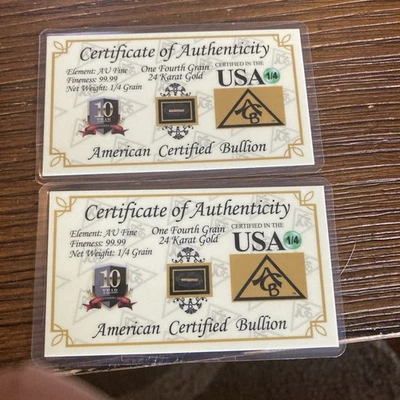 Certificate of Authenticity
Element: AU Fine
Fineness: 99.99
Net Weight: 1/4 Grain
One Fourth Grain
24 Karat Gold
CERTIFIED IN THE
USA 1/4
10
YEAR
ACB
American Certified Bullion
Certificate of Authenticity
Element: AU Fine
Fineness: 99.99
Net Weight: 1/4 Grain
One Fourth Grain
24 Karat Gold
CERTIFIED IN THE
USA 1/4
10
YEAR
ACB
American Certified Bullion